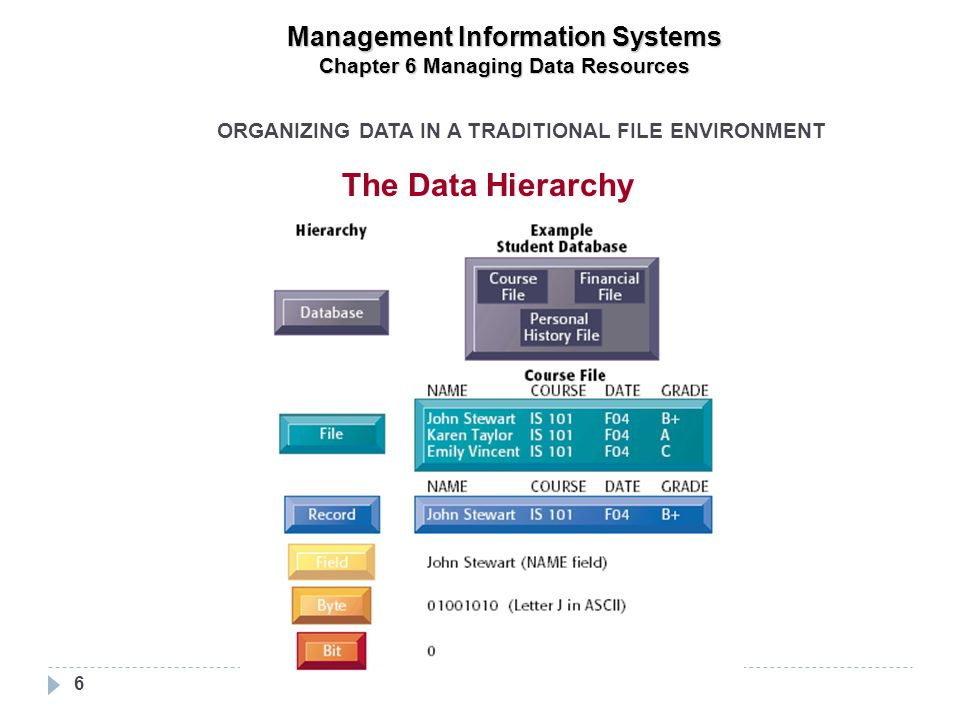 Management Information Systems
Chapter 6 Managing Data Resources
ORGANIZING DATA IN A TRADITIONAL FILE ENVIRONMENT
The Data Hierarchy
Hierarchy
Example
Student Database
Database
Course
File
Financial
File
Personal
History File
Course File
NAME COURSE DATE GRADE
File
John Stewart IS 101 F04 B+
Karen Taylor IS 101 F04 A
Emily Vincent IS 101 F04 C
NAME COURSE DATE GRADE
Record
John Stewart IS 101 F04 B+
Field
John Stewart (NAME field)
Byte
01001010 (Letter J in ASCII)
Bit
0
6